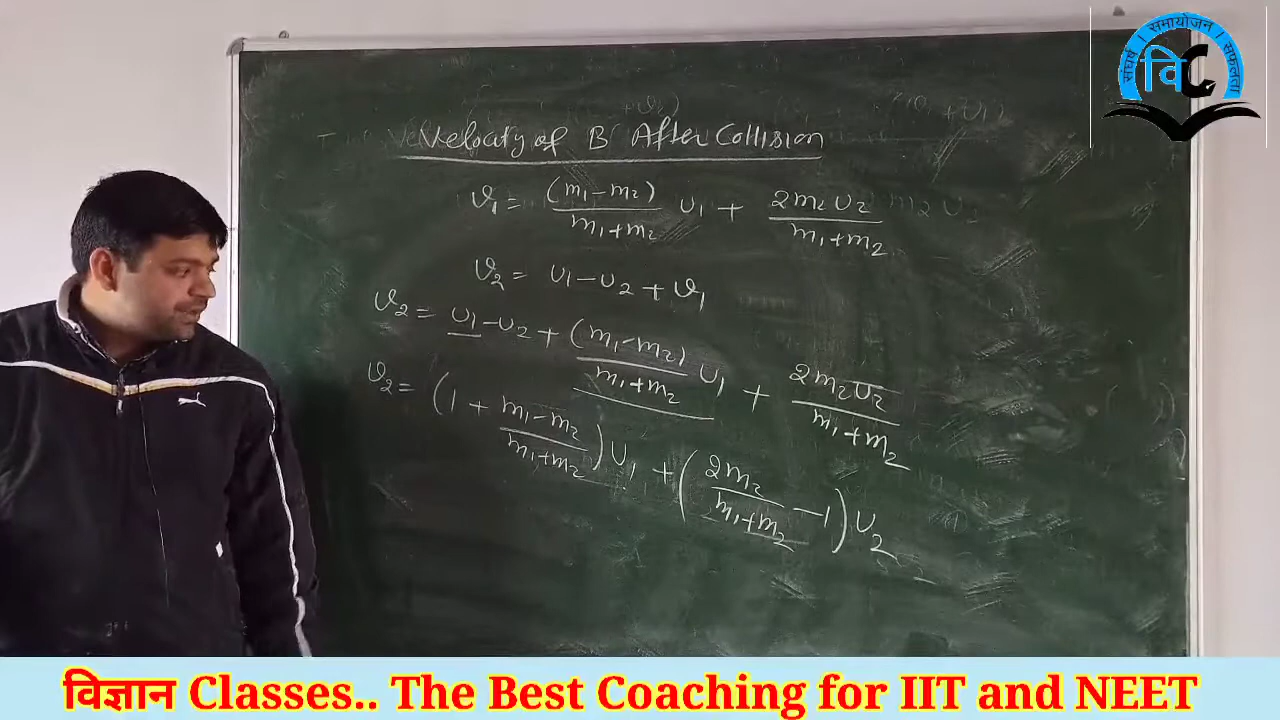 संघर्ष । समायोजन । सफलता
वि C
Velocity of B After Collision
v₁ = (m₁-m₂)/m₁+m₂ u₁ + 2m₂u₂/m₁+m₂
v₂ = u₁-u₂+v₁
v₂ = u₁-u₂+(m₁-m₂)/m₁+m₂ u₁ + 2m₂u₂/m₁+m₂
v₂ = (1 + m₁-m₂/m₁+m₂)u₁ + (2m₂/m₁+m₂ -1)u₂
विज्ञान Classes.. The Best Coaching for IIT and NEET